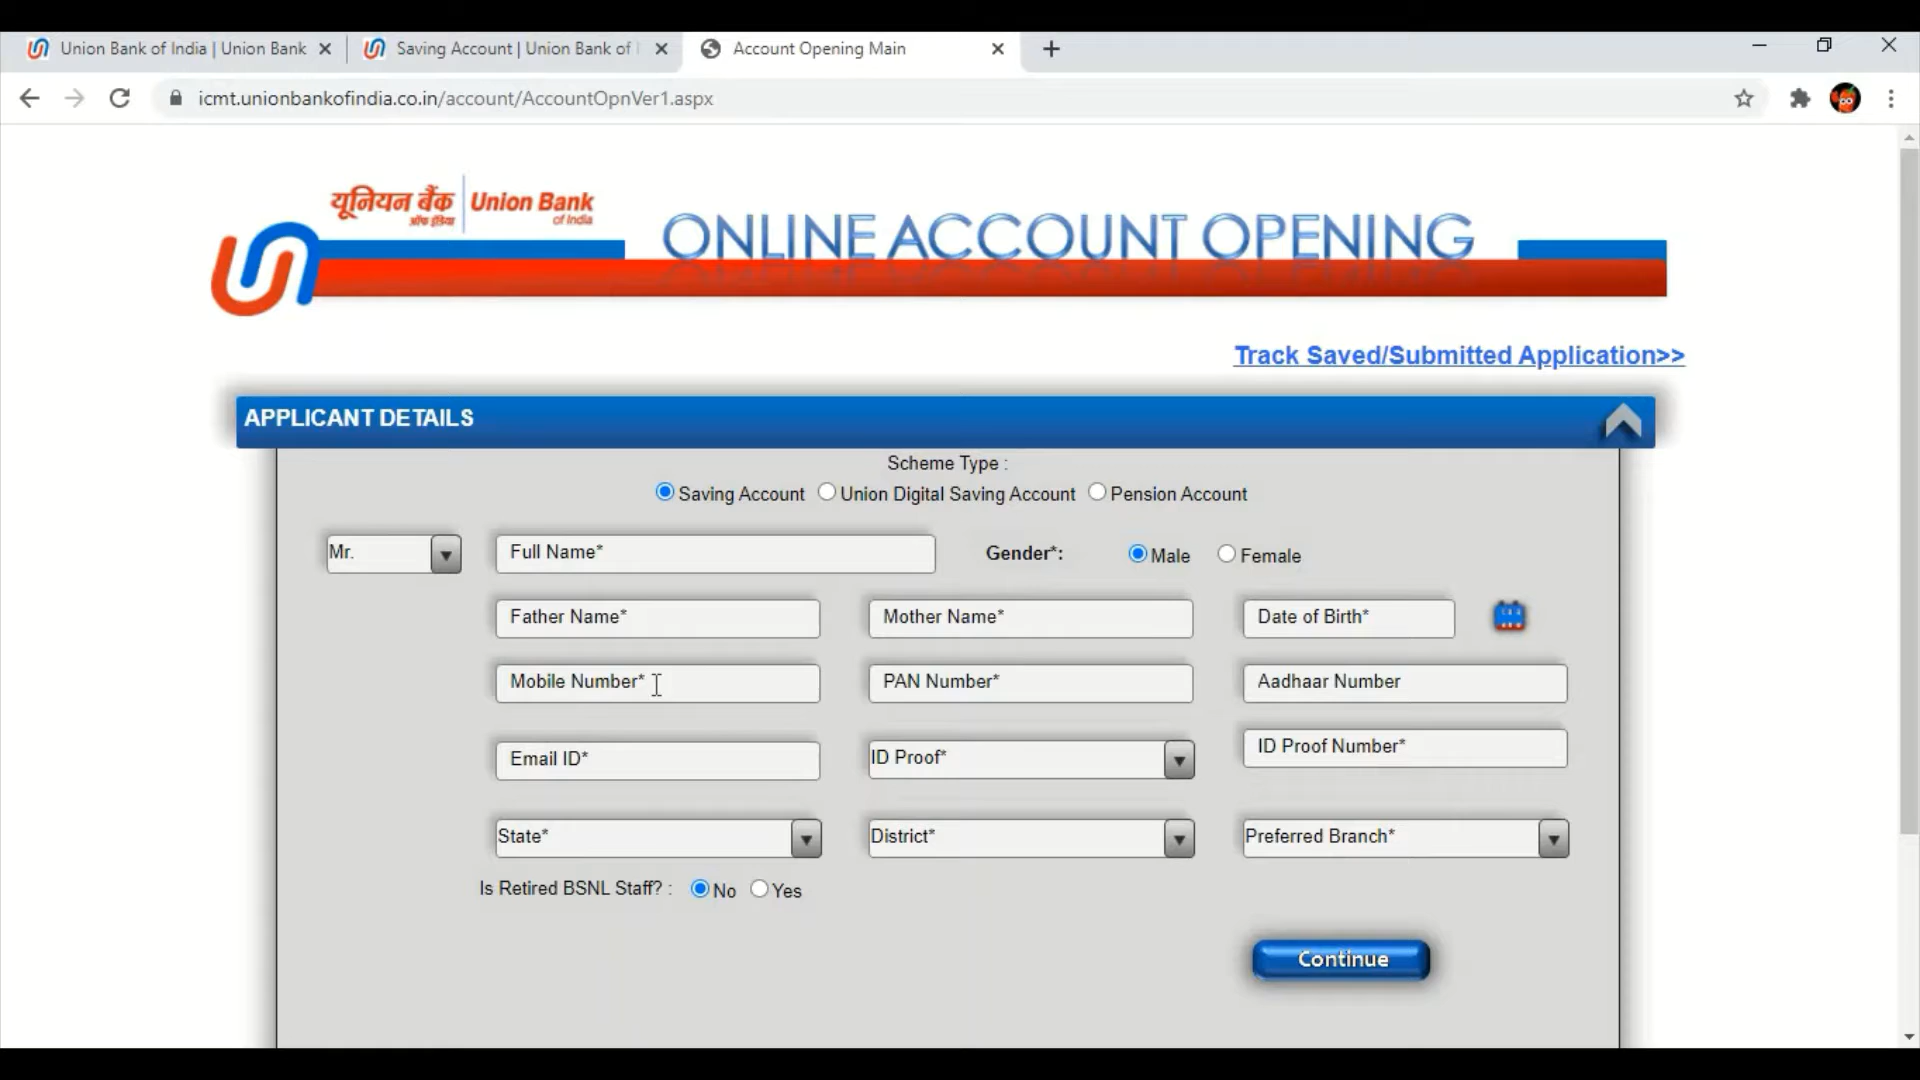 Union Bank of India | Union Bank
Saving Account | Union Bank of
Account Opening Main
icmt.unionbankofindia.co.in/account/AccountOpnVer1.aspx
यूनियन बैंक
ऑफ इंडिया
Union Bank
of India
ONLINE ACCOUNT OPENING
Track Saved/Submitted Application>>
APPLICANT DETAILS
Scheme Type :
Saving Account Union Digital Saving Account Pension Account
Mr. Full Name* Gender*: Male Female
Father Name* Mother Name* Date of Birth*
Mobile Number* PAN Number* Aadhaar Number
Email ID* ID Proof* ID Proof Number*
State* District* Preferred Branch*
Is Retired BSNL Staff? : No Yes
Continue